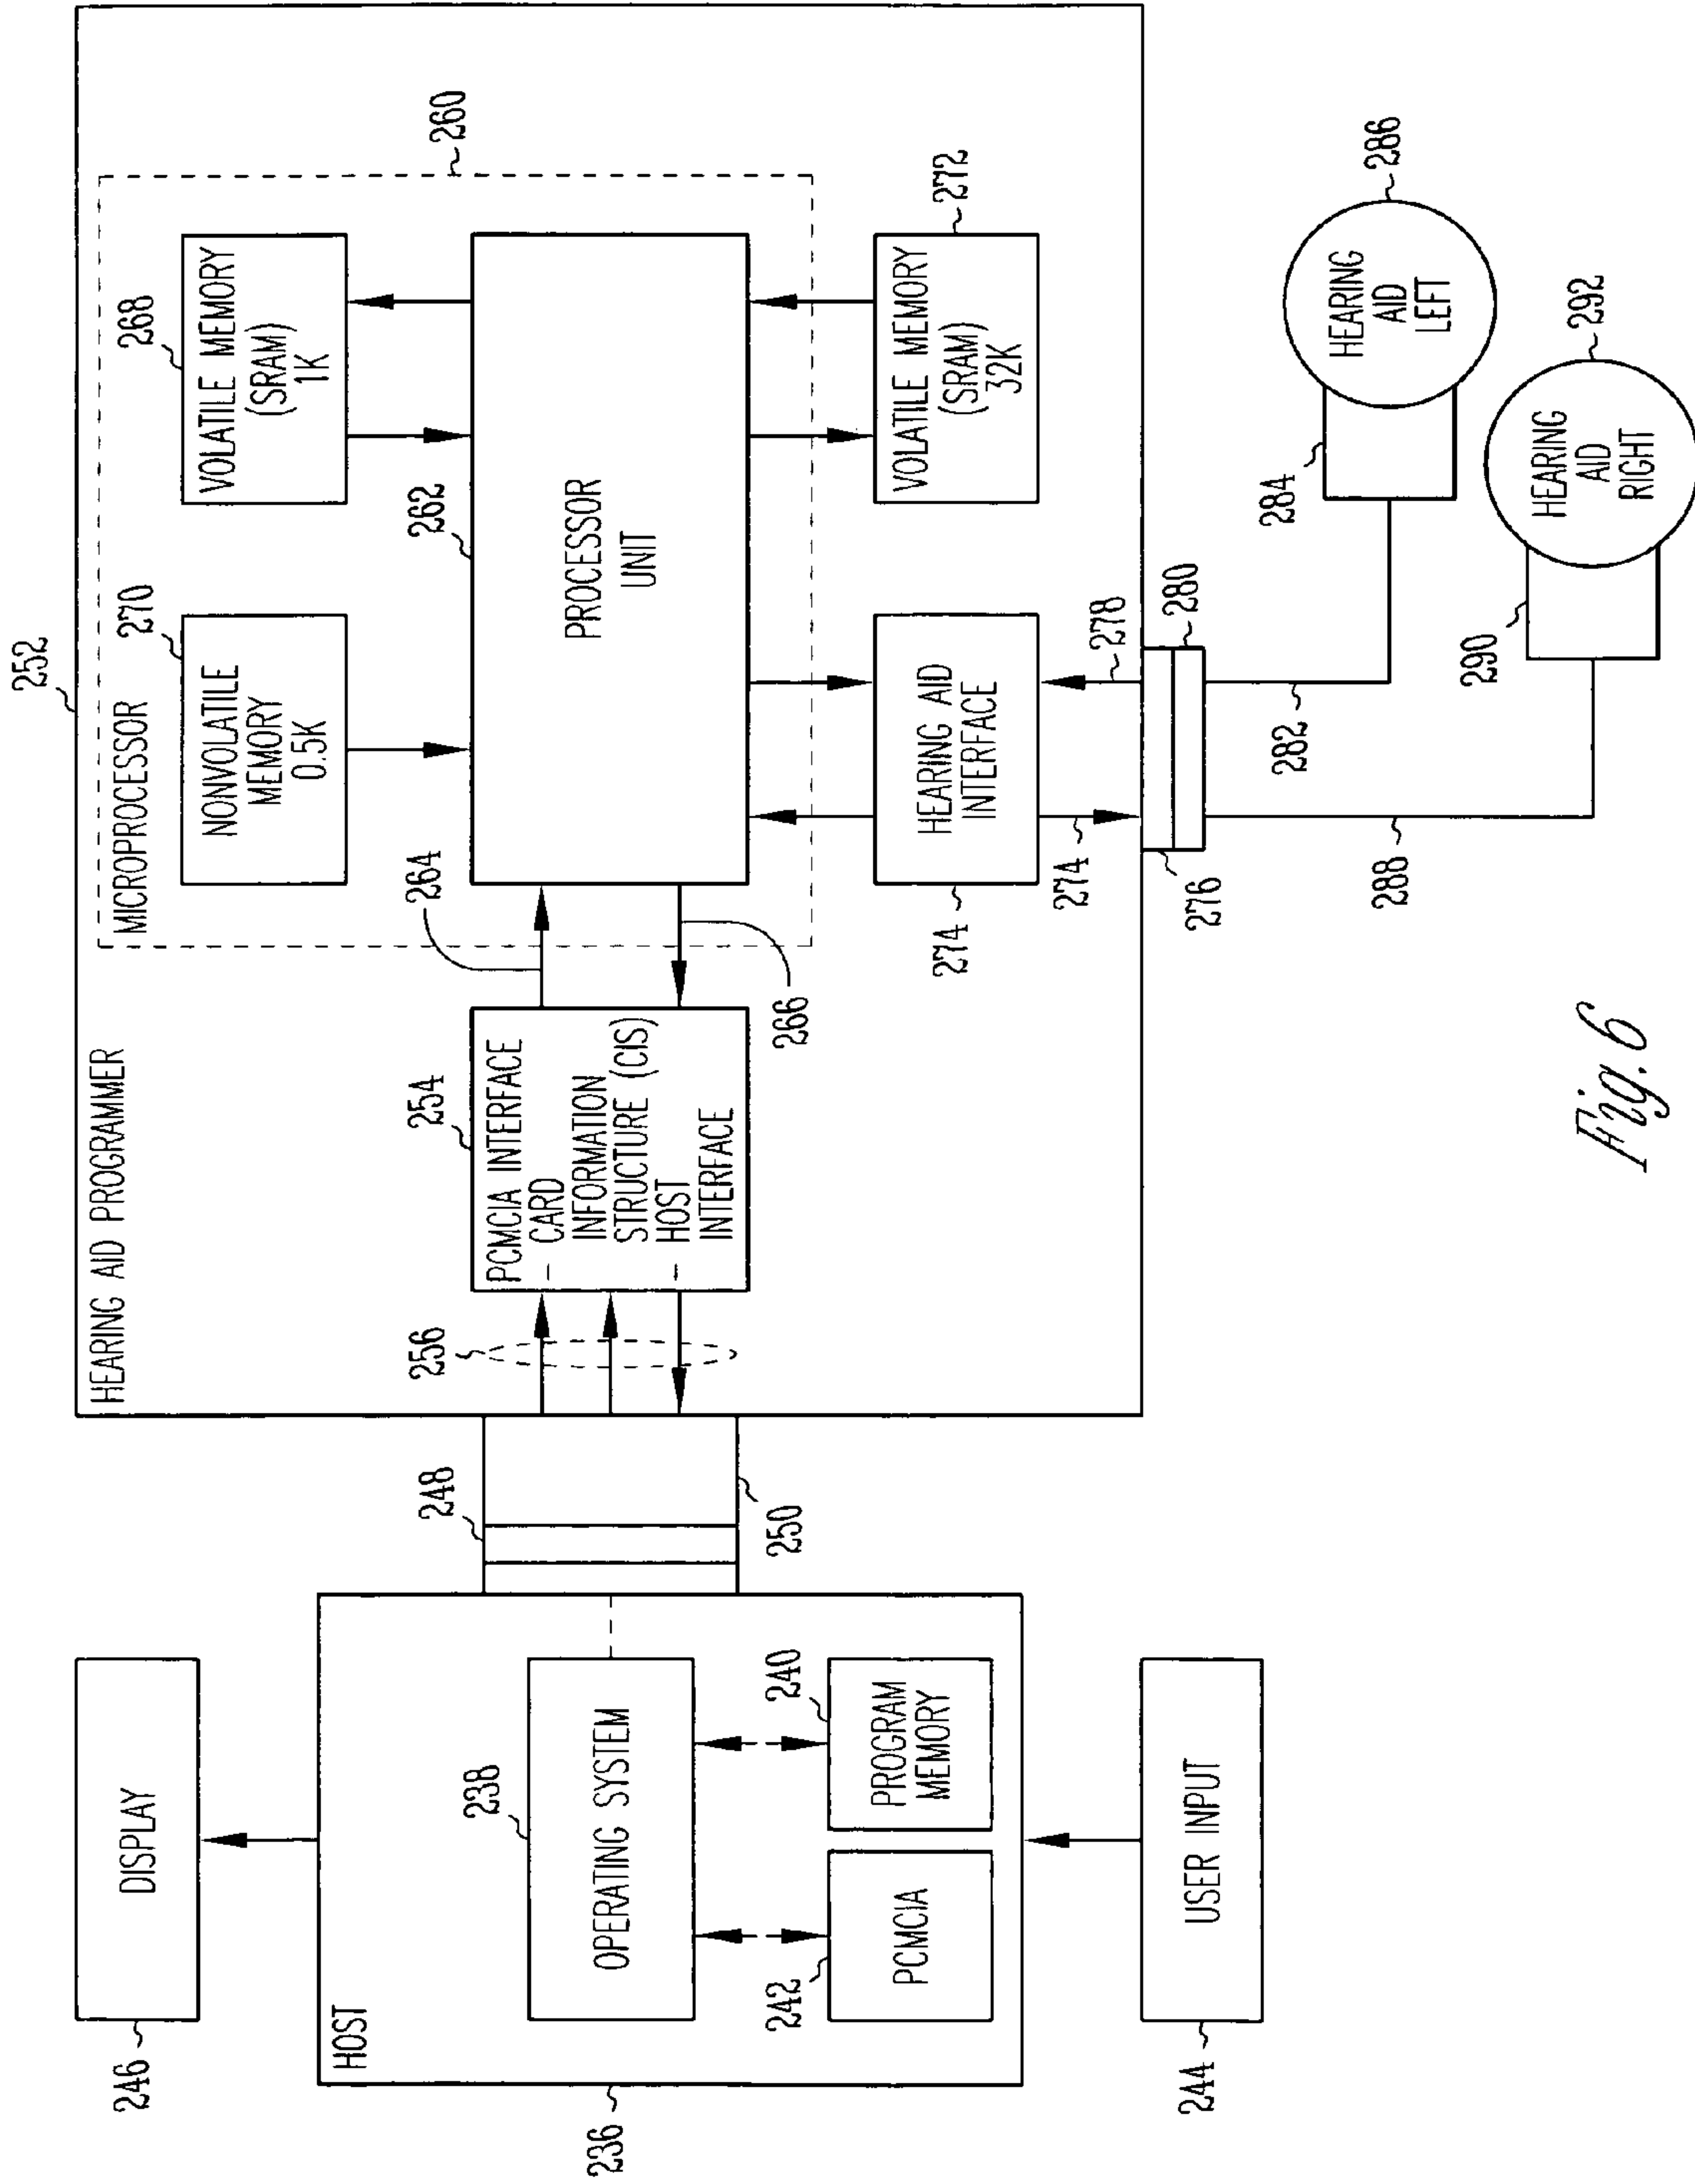 246
DISPLAY
HOST
236
238
OPERATING SYSTEM
242
PCMCIA
240
PROGRAM
MEMORY
244
USER INPUT
248
250
252
HEARING AID PROGRAMMER
256
254
PCMCIA INTERFACE
– CARD
INFORMATION
STRUCTURE (CIS)
– HOST
INTERFACE
264
266
MICROPROCESSOR
260
270
NONVOLATILE
MEMORY
0.5K
268
VOLATILE MEMORY
(SRAM)
1K
262
PROCESSOR
UNIT
274
HEARING AID
INTERFACE
272
VOLATILE MEMORY
(SRAM)
32K
274
278
276
280
282
288
284
HEARING
AID
LEFT
286
290
HEARING
AID
RIGHT
292
Fig. 6